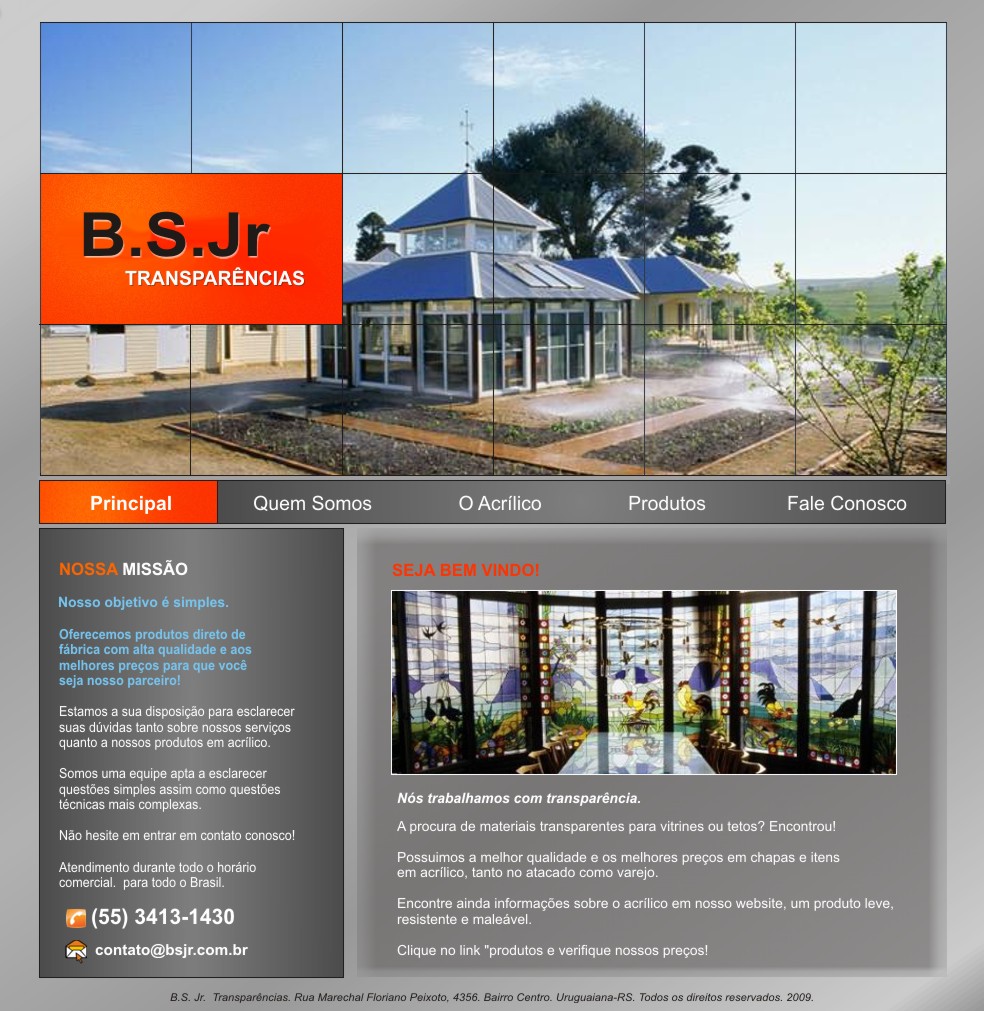 B.S.Jr
TRANSPARÊNCIAS
Principal
Quem Somos
O Acrílico
Produtos
Fale Conosco
NOSSA MISSÃO
Nosso objetivo é simples.
Oferecemos produtos direto de
fábrica com alta qualidade e aos
melhores preços para que você
seja nosso parceiro!
Estamos a sua disposição para esclarecer
suas dúvidas tanto sobre nossos serviços
quanto a nossos produtos em acrílico.
Somos uma equipe apta a esclarecer
questões simples assim como questões
técnicas mais complexas.
Não hesite em entrar em contato conosco!
Atendimento durante todo o horário
comercial.  para todo o Brasil.
(55) 3413-1430
contato@bsjr.com.br
SEJA BEM VINDO!
Nós trabalhamos com transparência.
A procura de materiais transparentes para vitrines ou tetos? Encontrou!
Possuimos a melhor qualidade e os melhores preços em chapas e itens
em acrílico, tanto no atacado como varejo.
Encontre ainda informações sobre o acrílico em nosso website, um produto leve,
resistente e maleável.
Clique no link "produtos e verifique nossos preços!
B.S. Jr.  Transparências. Rua Marechal Floriano Peixoto, 4356. Bairro Centro. Uruguaiana-RS. Todos os direitos reservados. 2009.